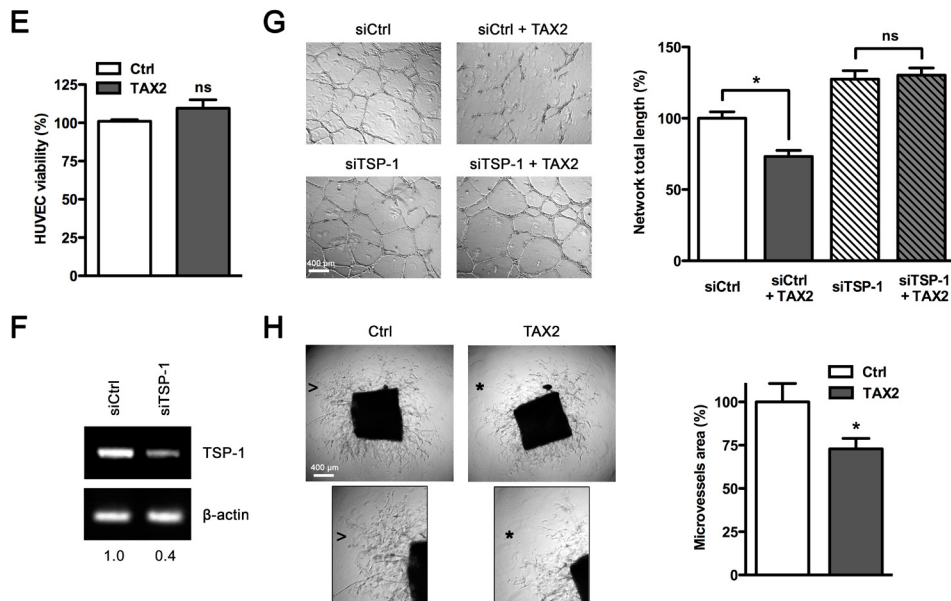 E
Ctrl
TAX2
HUVEC viability (%)
125
100
75
50
25
0
ns
G
siCtrl
siCtrl + TAX2
siTSP-1
siTSP-1 + TAX2
400 µm
Network total length (%)
150
100
50
0
*
ns
siCtrl
siCtrl
+ TAX2
siTSP-1
siTSP-1
+ TAX2
F
siCtrl
siTSP-1
TSP-1
β-actin
1.0
0.4
H
Ctrl
TAX2
>
*
400 µm
>
*
Ctrl
TAX2
Microvessels area (%)
100
75
50
25
0
*